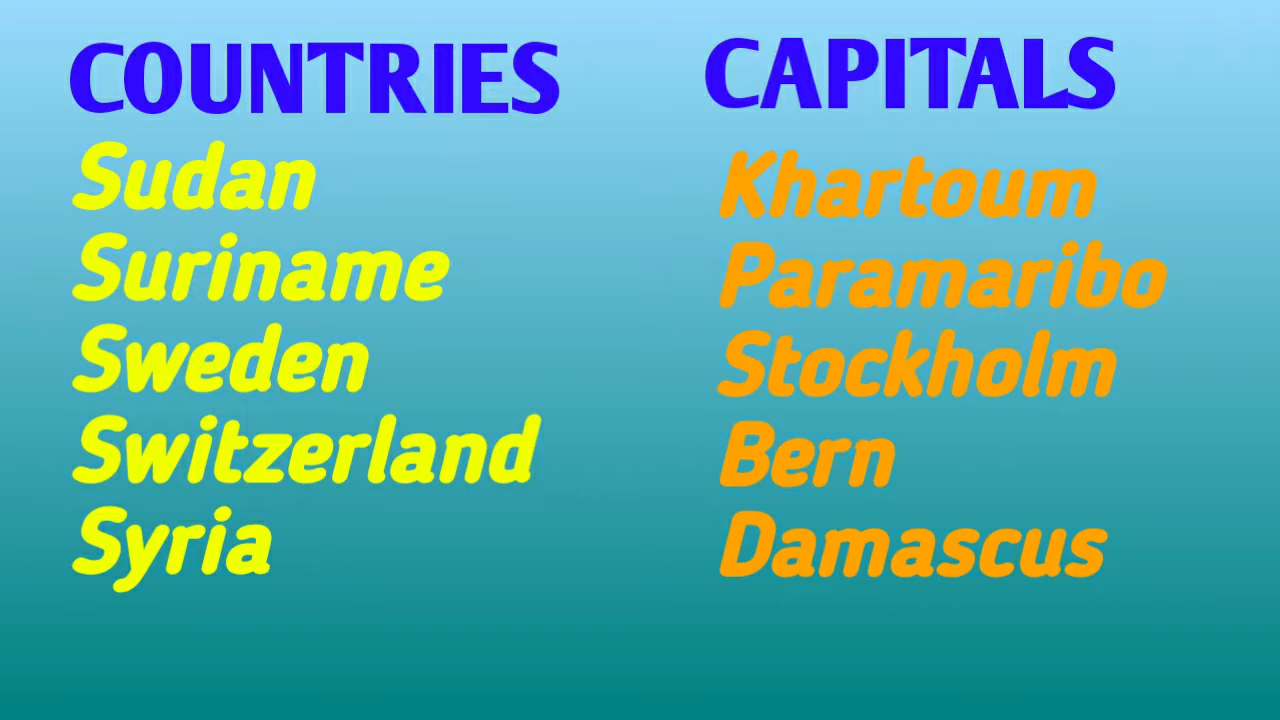 COUNTRIES CAPITALS
Sudan Khartoum
Suriname Paramaribo
Sweden Stockholm
Switzerland Bern
Syria Damascus